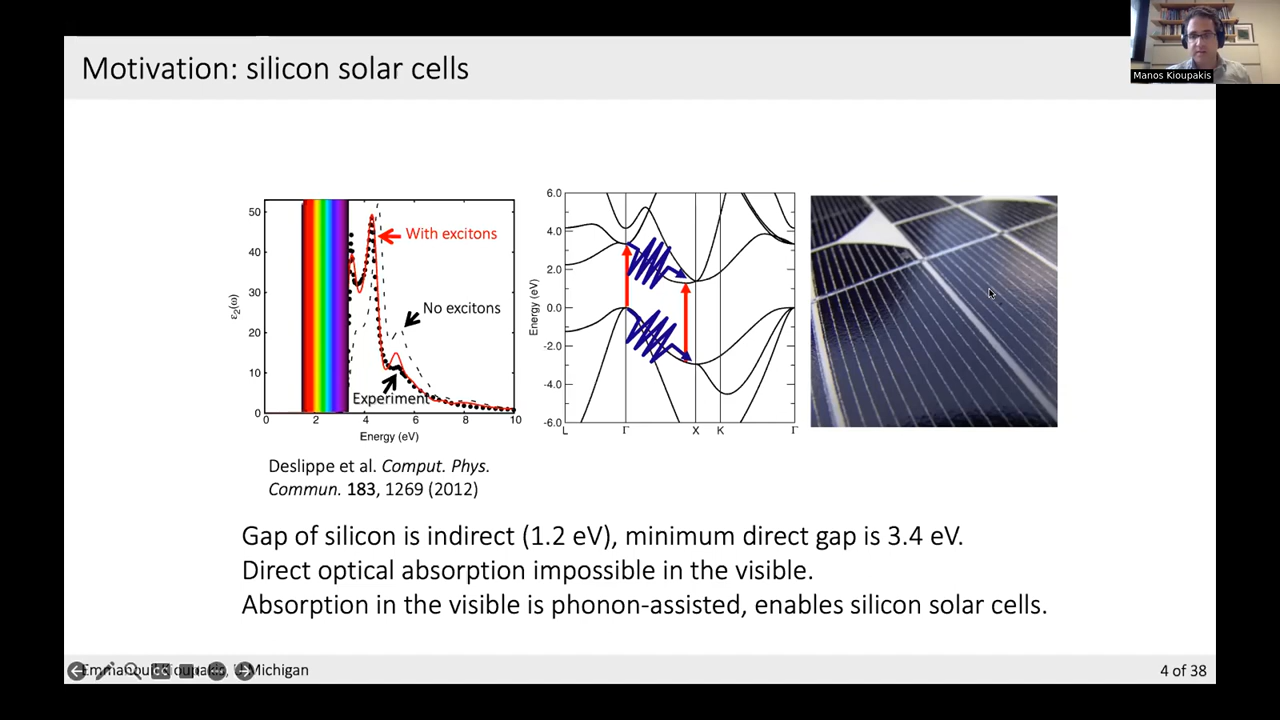 Motivation: silicon solar cells
Manos Kioupakis
50
40
30
20
10
0
ε₂(ω)
0 2 4 6 8 10
Energy (eV)
With excitons
No excitons
Experiment
6.0
4.0
2.0
0.0
-2.0
-4.0
-6.0
Energy (eV)
L Γ X K Γ
Deslippe et al. Comput. Phys.
Commun. 183, 1269 (2012)
Gap of silicon is indirect (1.2 eV), minimum direct gap is 3.4 eV.
Direct optical absorption impossible in the visible.
Absorption in the visible is phonon-assisted, enables silicon solar cells.
Emmanouil Kioupakis, U Michigan
4 of 38